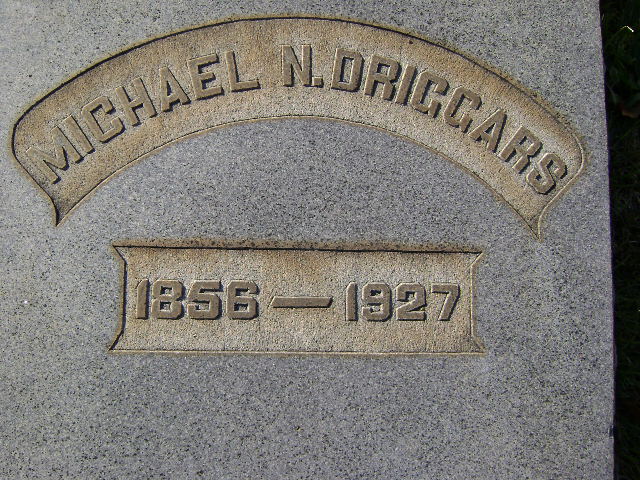 MICHAEL N. DRIGGARS
1856 — 1927